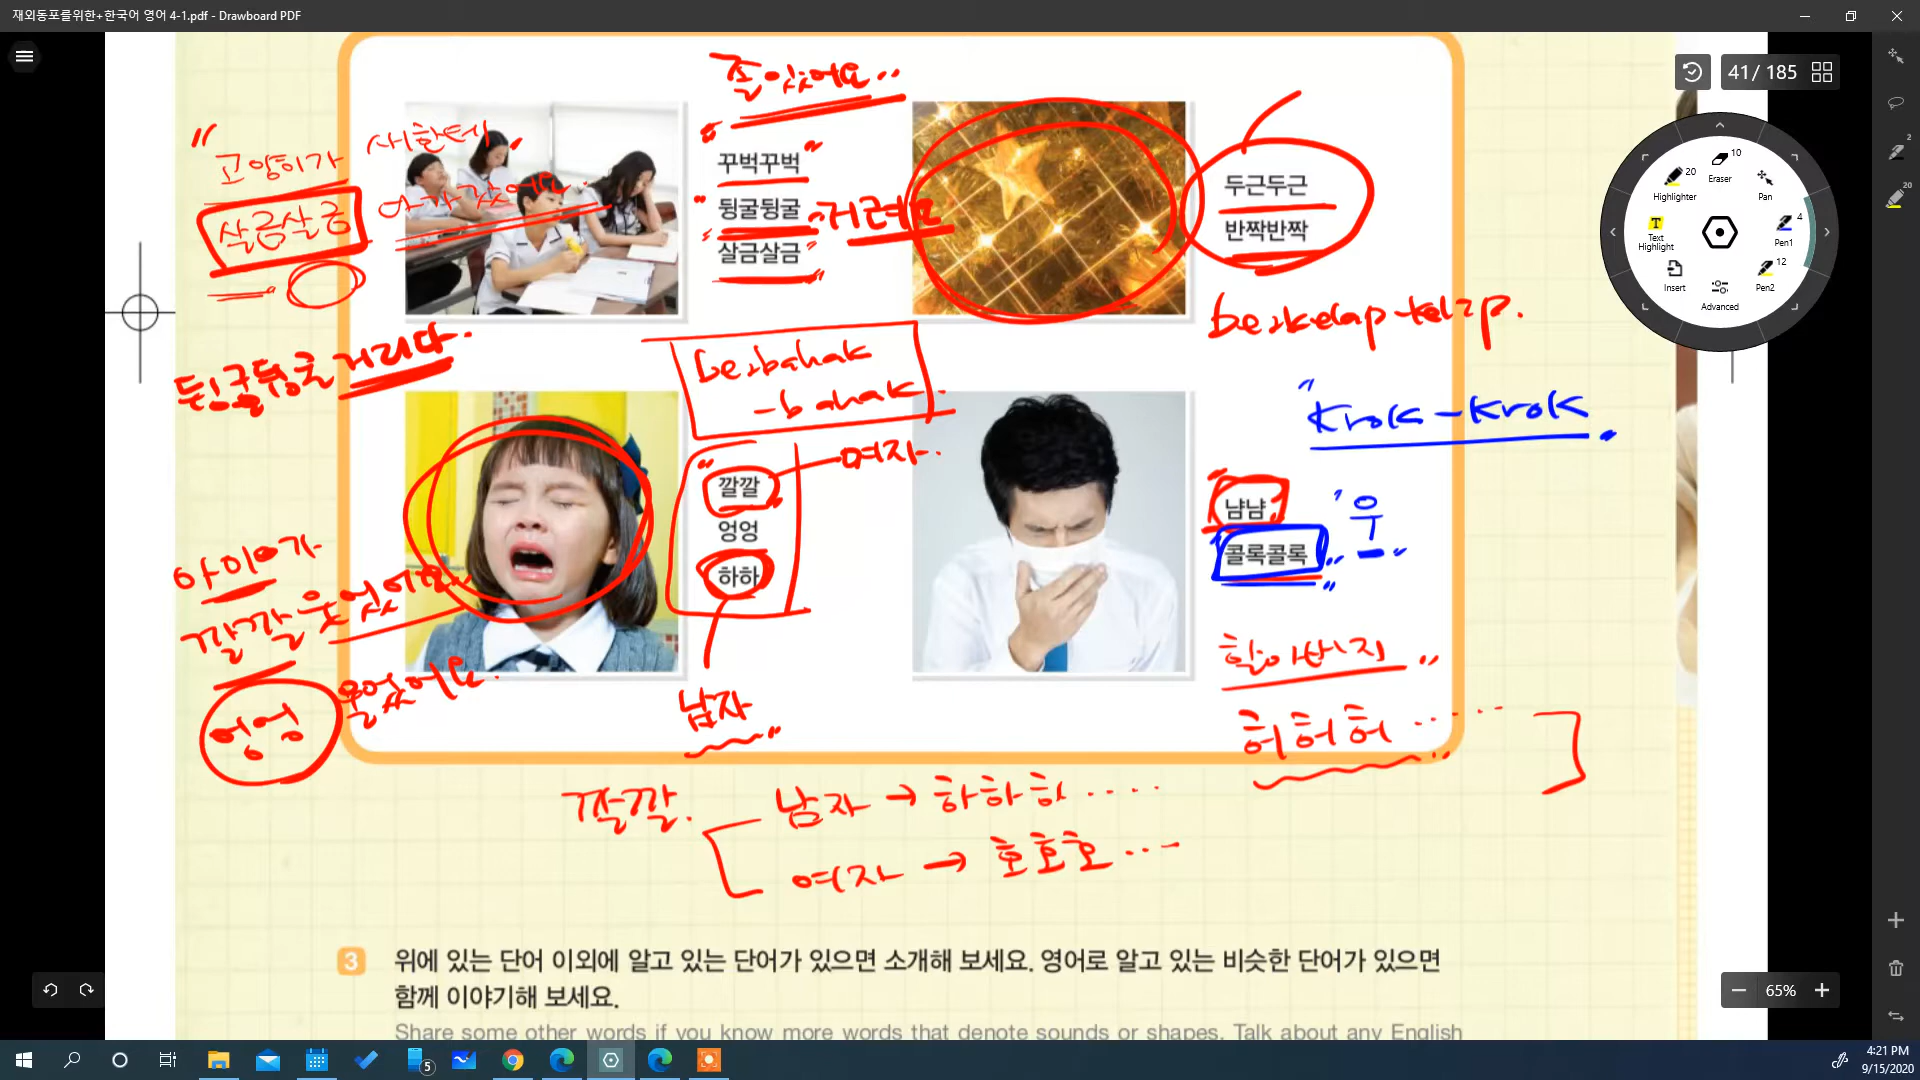 재외동포를위한+한국어 영어 4-1.pdf - Drawboard PDF
41 / 185
졸았어요..
고양이가 새한테
살금살금 다가갔어요.
꾸벅꾸벅
뒹굴뒹굴 거려요
살금살금
두근두근
반짝반짝
뒹굴뒹굴 거리다.
berbahak
-bahak
"krok-krok
깔깔 여자.
엉엉
하하
냠냠
콜록콜록
"우"
아이가
깔깔 웃었어요
엉엉 울었어요.
남자
할아버지
허허허.....
깔깔.
남자 → 하하하....
여자 → 호호호...
3 위에 있는 단어 이외에 알고 있는 단어가 있으면 소개해 보세요. 영어로 알고 있는 비슷한 단어가 있으면
함께 이야기해 보세요.
Share some other words if you know more words that denote sounds or shapes. Talk about any English
10
Eraser
20
Highlighter
Pan
Text
Highlight
4
Pen1
Insert
12
Pen2
Advanced
2
20
65%
5
4:21 PM
9/15/2020